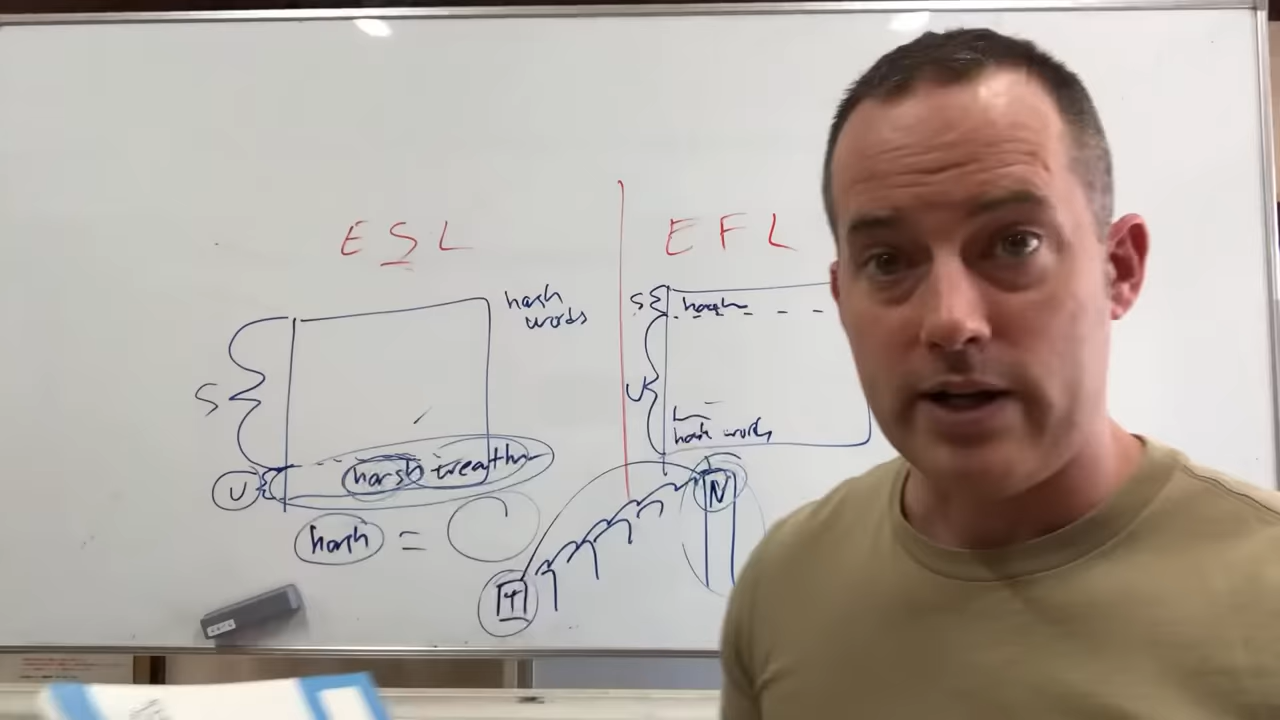 ESL
EFL
harsh
words
S
S
harsh
U
harsh words
harsh weather
U
N
harsh =